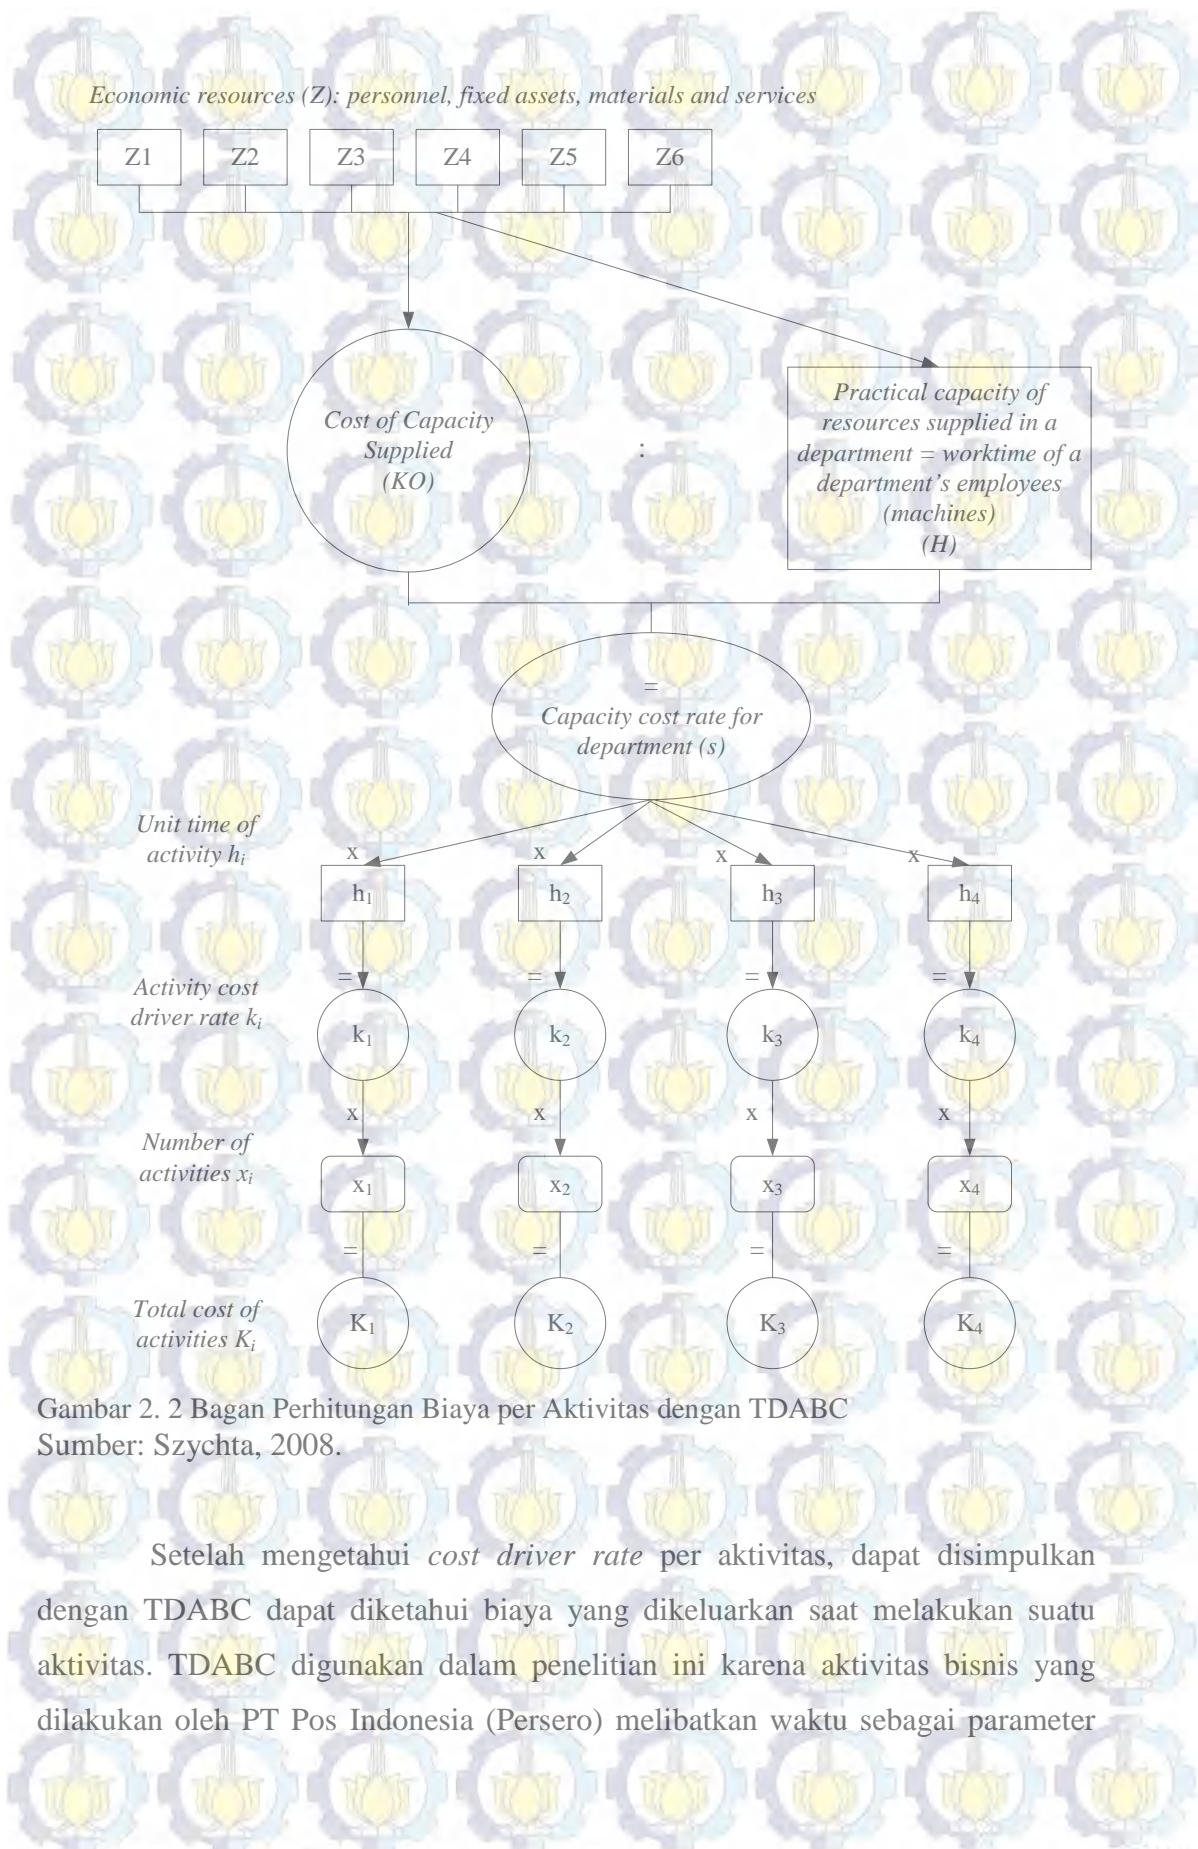 Economic resources (Z): personnel, fixed assets, materials and services
Z1 Z2 Z3 Z4 Z5 Z6
Cost of Capacity
Supplied
(KO)
:
Practical capacity of
resources supplied in a
department = worktime of a
department's employees
(machines)
(H)
=
Capacity cost rate for
department (s)
Unit time of
activity hᵢ
x x x x
h₁ h₂ h₃ h₄
= = = =
Activity cost
driver rate kᵢ
k₁ k₂ k₃ k₄
x x x x
Number of
activities xᵢ
x₁ x₂ x₃ x₄
= = = =
Total cost of
activities Kᵢ
K₁ K₂ K₃ K₄
Gambar 2. 2 Bagan Perhitungan Biaya per Aktivitas dengan TDABC
Sumber: Szychta, 2008.
Setelah mengetahui cost driver rate per aktivitas, dapat disimpulkan
dengan TDABC dapat diketahui biaya yang dikeluarkan saat melakukan suatu
aktivitas. TDABC digunakan dalam penelitian ini karena aktivitas bisnis yang
dilakukan oleh PT Pos Indonesia (Persero) melibatkan waktu sebagai parameter